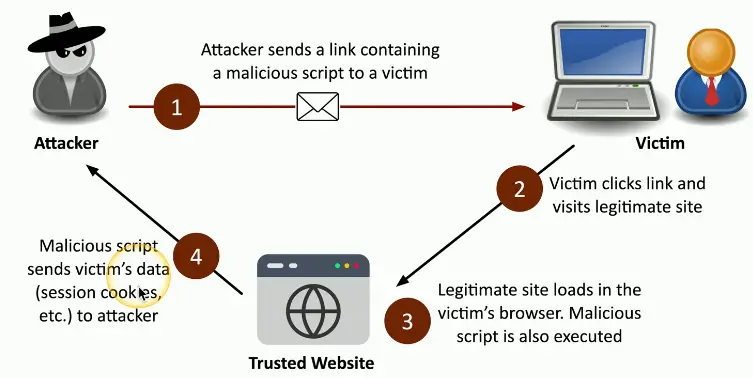 Attacker sends a link containing
a malicious script to a victim
1
Attacker
Victim
2
Victim clicks link and
visits legitimate site
4
Malicious script
sends victim's data
(session cookies,
etc.) to attacker
3
Legitimate site loads in the
victim's browser. Malicious
script is also executed
Trusted Website